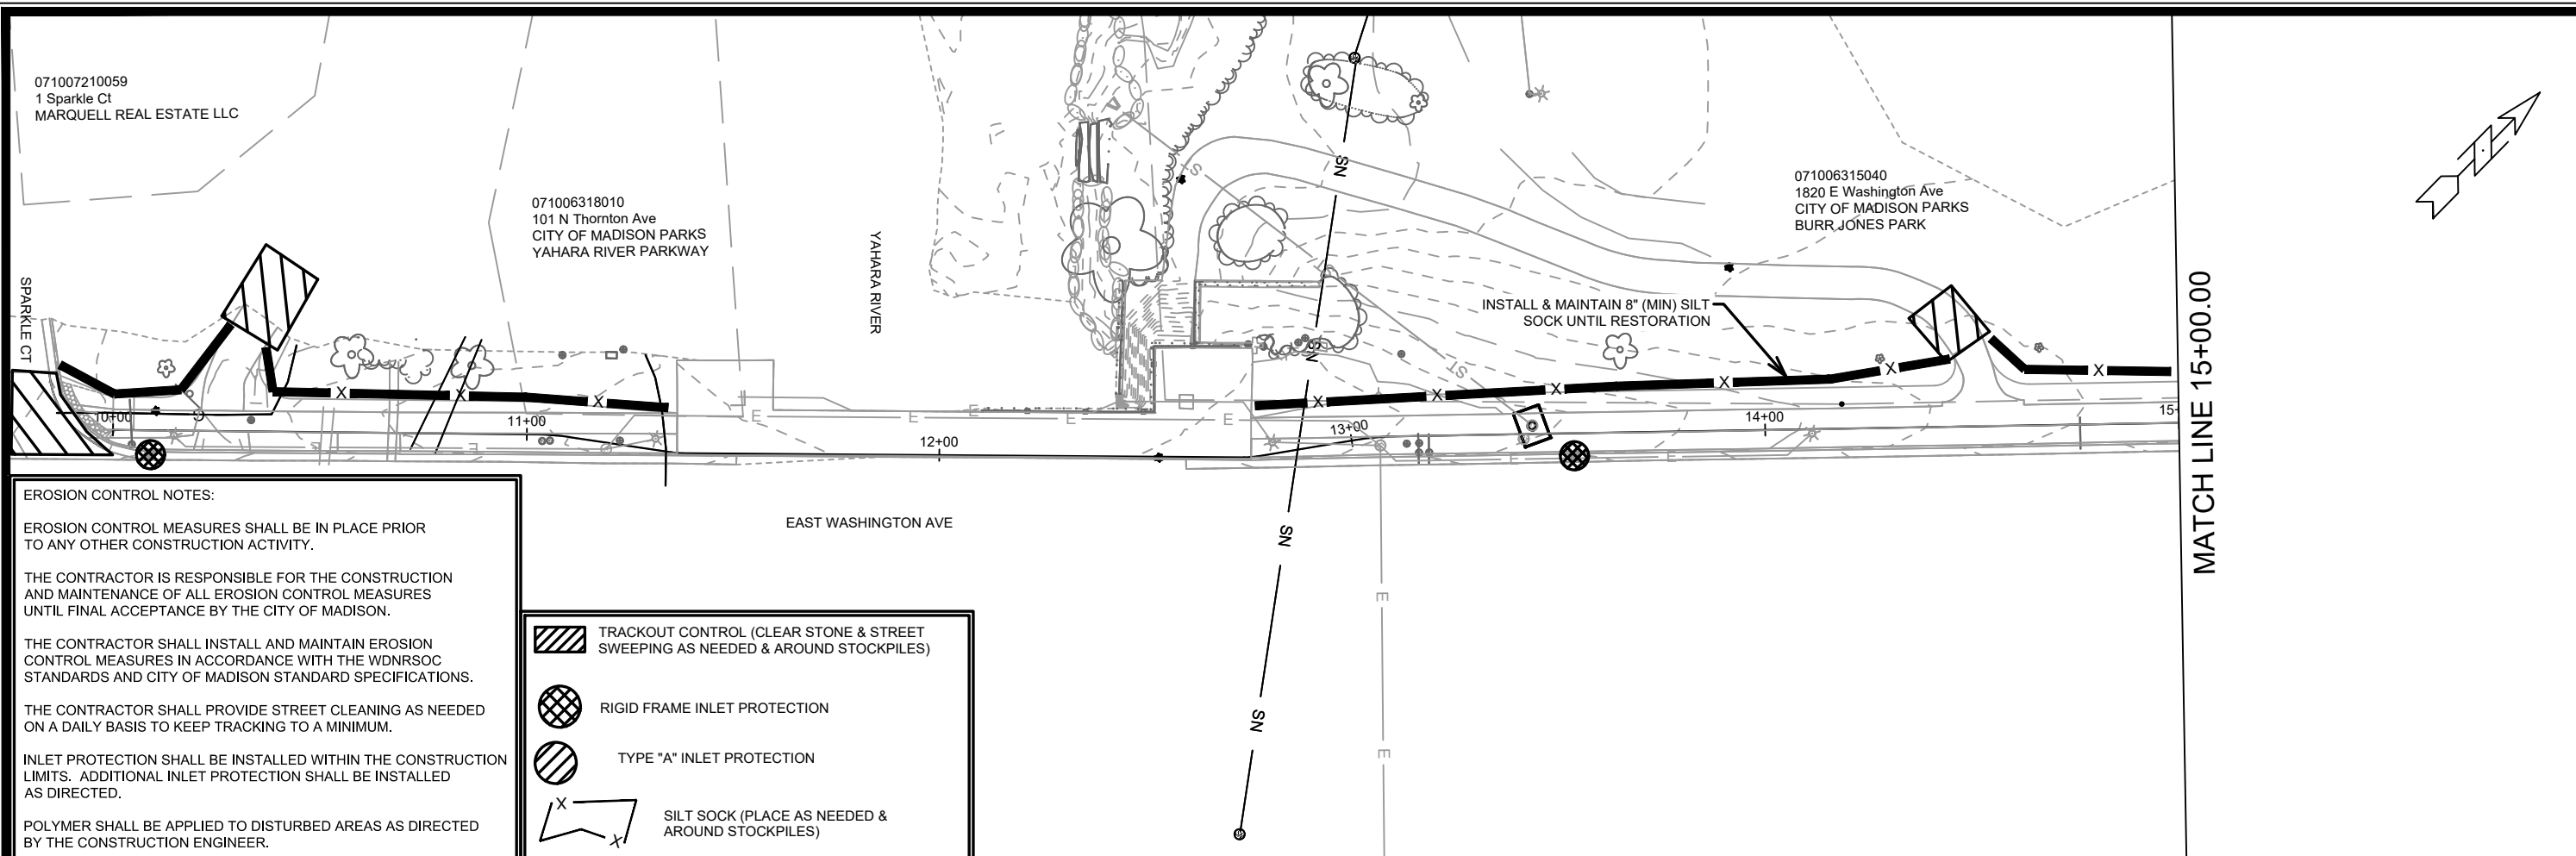 071007210059
1 Sparkle Ct
MARQUELL REAL ESTATE LLC
071006318010
101 N Thornton Ave
CITY OF MADISON PARKS
YAHARA RIVER PARKWAY
YAHARA RIVER
SPARKLE CT
SN
071006315040
1820 E Washington Ave
CITY OF MADISON PARKS
BURR JONES PARK
INSTALL & MAINTAIN 8" (MIN) SILT
SOCK UNTIL RESTORATION
MATCH LINE 15+00.00
S
ST
SN
X
X
X
X
X
X
X
X
X
X
E
E
E
E
E
E
E
E
11+00
12+00
13+00
14+00
15+
EAST WASHINGTON AVE
SN
SN
E
E
EROSION CONTROL NOTES:
EROSION CONTROL MEASURES SHALL BE IN PLACE PRIOR
TO ANY OTHER CONSTRUCTION ACTIVITY.
THE CONTRACTOR IS RESPONSIBLE FOR THE CONSTRUCTION
AND MAINTENANCE OF ALL EROSION CONTROL MEASURES
UNTIL FINAL ACCEPTANCE BY THE CITY OF MADISON.
THE CONTRACTOR SHALL INSTALL AND MAINTAIN EROSION
CONTROL MEASURES IN ACCORDANCE WITH THE WDNRSOC
STANDARDS AND CITY OF MADISON STANDARD SPECIFICATIONS.
THE CONTRACTOR SHALL PROVIDE STREET CLEANING AS NEEDED
ON A DAILY BASIS TO KEEP TRACKING TO A MINIMUM.
INLET PROTECTION SHALL BE INSTALLED WITHIN THE CONSTRUCTION
LIMITS. ADDITIONAL INLET PROTECTION SHALL BE INSTALLED
AS DIRECTED.
POLYMER SHALL BE APPLIED TO DISTURBED AREAS AS DIRECTED
BY THE CONSTRUCTION ENGINEER.
TRACKOUT CONTROL (CLEAR STONE & STREET
SWEEPING AS NEEDED & AROUND STOCKPILES)
RIGID FRAME INLET PROTECTION
TYPE "A" INLET PROTECTION
X
X
SILT SOCK (PLACE AS NEEDED &
AROUND STOCKPILES)